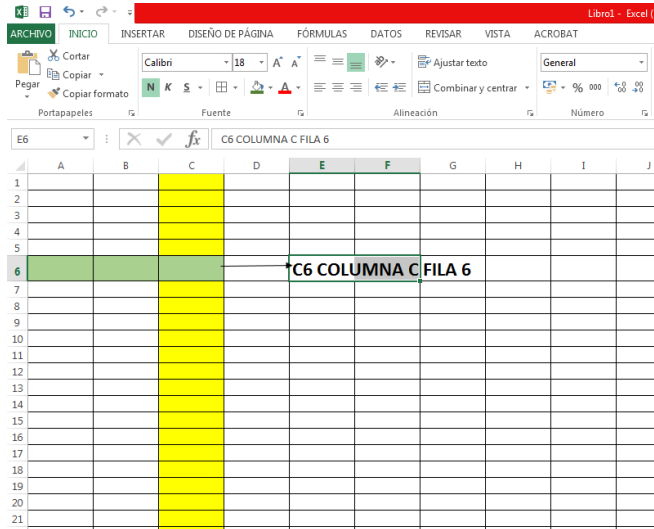 Libro1 - Excel (
ARCHIVO INICIO INSERTAR DISEÑO DE PÁGINA FÓRMULAS DATOS REVISAR VISTA ACROBAT
Pegar
Cortar
Copiar
Copiar formato
Portapapeles
Calibri 18 A A
N K S A
Fuente
Ajustar texto
Combinar y centrar
Alineación
General
% 000
Número
E6 fx C6 COLUMNA C FILA 6
A B C D E F G H I J
1
2
3
4
5
6 C6 COLUMNA C FILA 6
7
8
9
10
11
12
13
14
15
16
17
18
19
20
21